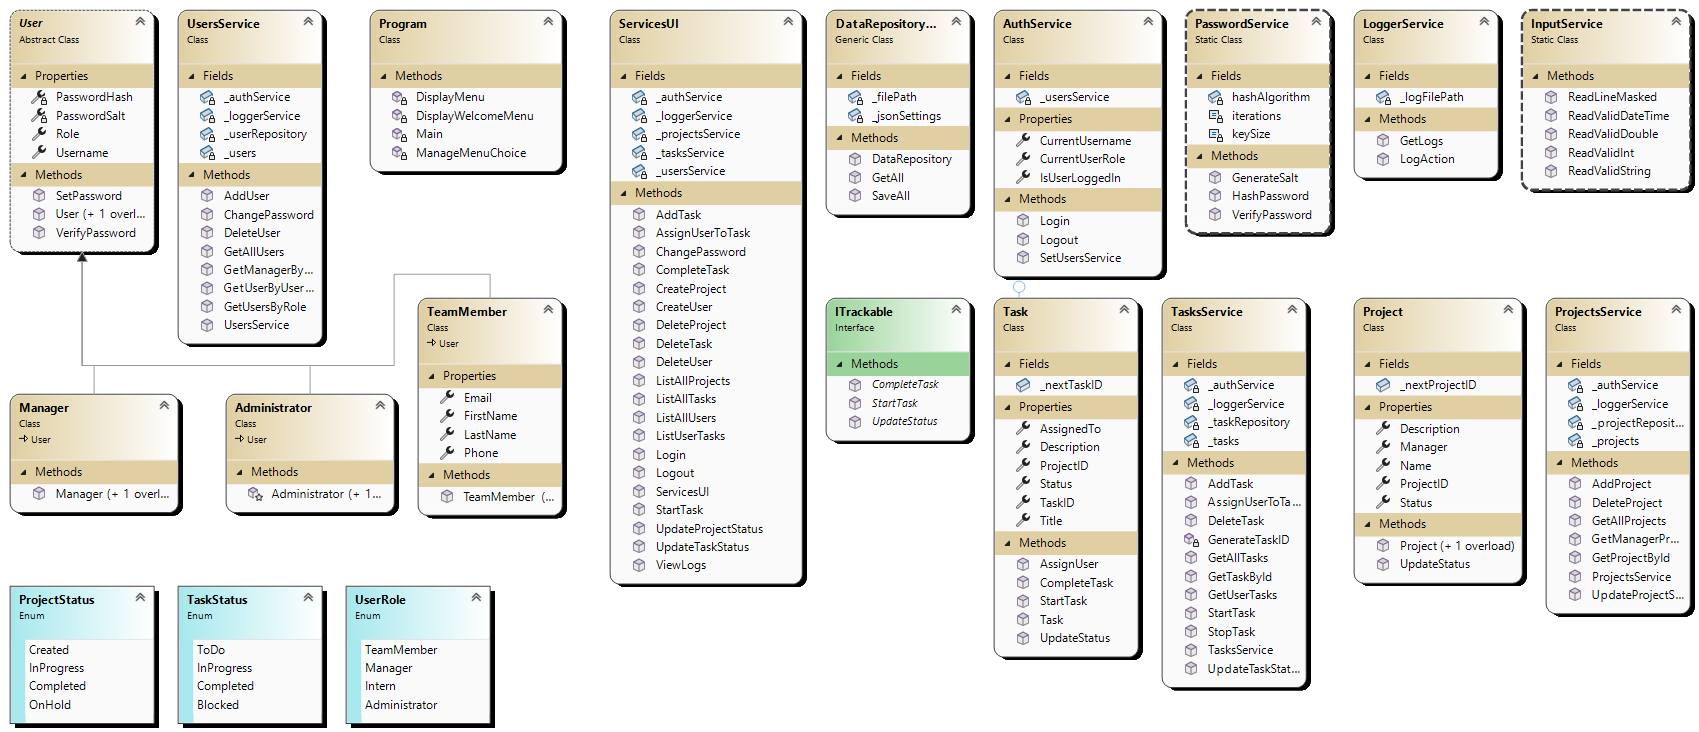 User
Abstract Class
Properties
PasswordHash
PasswordSalt
Role
Username
Methods
SetPassword
User (+ 1 overl...
VerifyPassword
UsersService
Class
Fields
_authService
_loggerService
_userRepository
_users
Methods
AddUser
ChangePassword
DeleteUser
GetAllUsers
GetManagerBy...
GetUserByUser...
GetUsersByRole
UsersService
Program
Class
Methods
DisplayMenu
DisplayWelcomeMenu
Main
ManageMenuChoice
TeamMember
Class
User
Properties
Email
FirstName
LastName
Phone
Methods
TeamMember (...
Manager
Class
User
Methods
Manager (+ 1 overl...
Administrator
Class
User
Methods
Administrator (+ 1...
ProjectStatus
Enum
Created
InProgress
Completed
OnHold
TaskStatus
Enum
ToDo
InProgress
Completed
Blocked
UserRole
Enum
TeamMember
Manager
Intern
Administrator
ServicesUI
Class
Fields
_authService
_loggerService
_projectsService
_tasksService
_usersService
Methods
AddTask
AssignUserToTask
ChangePassword
CompleteTask
CreateProject
CreateUser
DeleteProject
DeleteTask
DeleteUser
ListAllProjects
ListAllTasks
ListAllUsers
ListUserTasks
Login
Logout
ServicesUI
StartTask
UpdateProjectStatus
UpdateTaskStatus
ViewLogs
DataRepository...
Generic Class
Fields
_filePath
_jsonSettings
Methods
DataRepository
GetAll
SaveAll
AuthService
Class
Fields
_usersService
Properties
CurrentUsername
CurrentUserRole
IsUserLoggedIn
Methods
Login
Logout
SetUsersService
PasswordService
Static Class
Fields
hashAlgorithm
iterations
keySize
Methods
GenerateSalt
HashPassword
VerifyPassword
LoggerService
Class
Fields
_logFilePath
Methods
GetLogs
LogAction
InputService
Static Class
Methods
ReadLineMasked
ReadValidDateTime
ReadValidDouble
ReadValidInt
ReadValidString
ITrackable
Interface
Methods
CompleteTask
StartTask
UpdateStatus
Task
Class
Fields
_nextTaskID
Properties
AssignedTo
Description
ProjectID
Status
TaskID
Title
Methods
AssignUser
CompleteTask
StartTask
Task
UpdateStatus
TasksService
Class
Fields
_authService
_loggerService
_taskRepository
_tasks
Methods
AddTask
AssignUserToTa...
DeleteTask
GenerateTaskID
GetAllTasks
GetTaskById
GetUserTasks
StartTask
StopTask
TasksService
UpdateTaskStat...
Project
Class
Fields
_nextProjectID
Properties
Description
Manager
Name
ProjectID
Status
Methods
Project (+ 1 overload)
UpdateStatus
ProjectsService
Class
Fields
_authService
_loggerService
_projectReposit...
_projects
Methods
AddProject
DeleteProject
GetAllProjects
GetManagerPr...
GetProjectById
ProjectsService
UpdateProjectS...